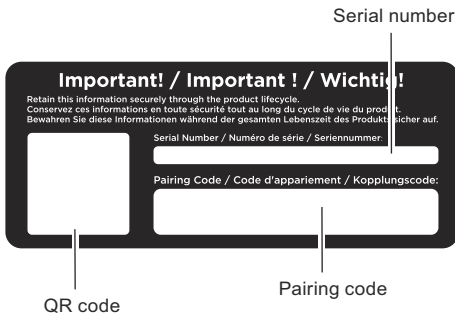 Serial number
Important! / Important ! / Wichtig!
Retain this information securely through the product lifecycle.
Conservez ces informations en toute sécurité tout au long du cycle de vie du produit.
Bewahren Sie diese Informationen während der gesamten Lebenszeit des Produkts sicher auf.
Serial Number / Numéro de série / Seriennummer:
Pairing Code / Code d'appariement / Kopplungscode:
Pairing code
QR code